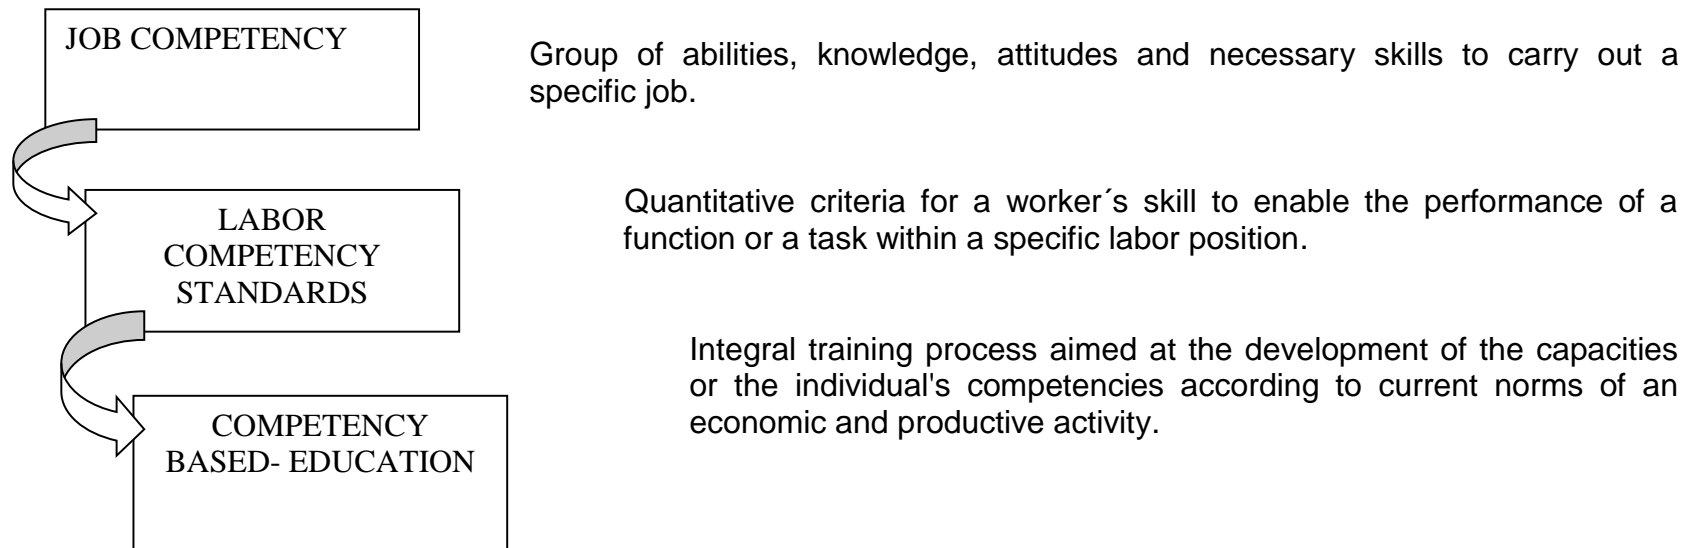 JOB COMPETENCY
Group of abilities, knowledge, attitudes and necessary skills to carry out a
specific job.
LABOR
COMPETENCY
STANDARDS
Quantitative criteria for a worker´s skill to enable the performance of a
function or a task within a specific labor position.
COMPETENCY
BASED- EDUCATION
Integral training process aimed at the development of the capacities
or the individual's competencies according to current norms of an
economic and productive activity.